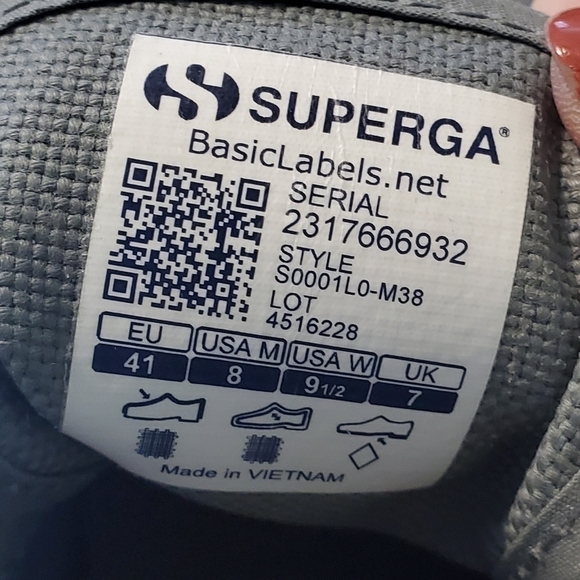 SUPERGA®
BasicLabels.net
SERIAL
2317666932
STYLE
S0001L0-M38
LOT
4516228
EU USA M USA W UK
41 8 9 1/2 7
Made in VIETNAM